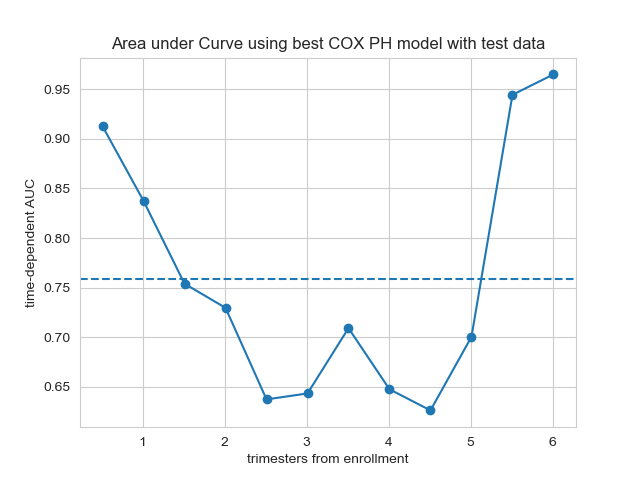 Area under Curve using best COX PH model with test data
time-dependent AUC
0.95
0.90
0.85
0.80
0.75
0.70
0.65
1 2 3 4 5 6
trimesters from enrollment